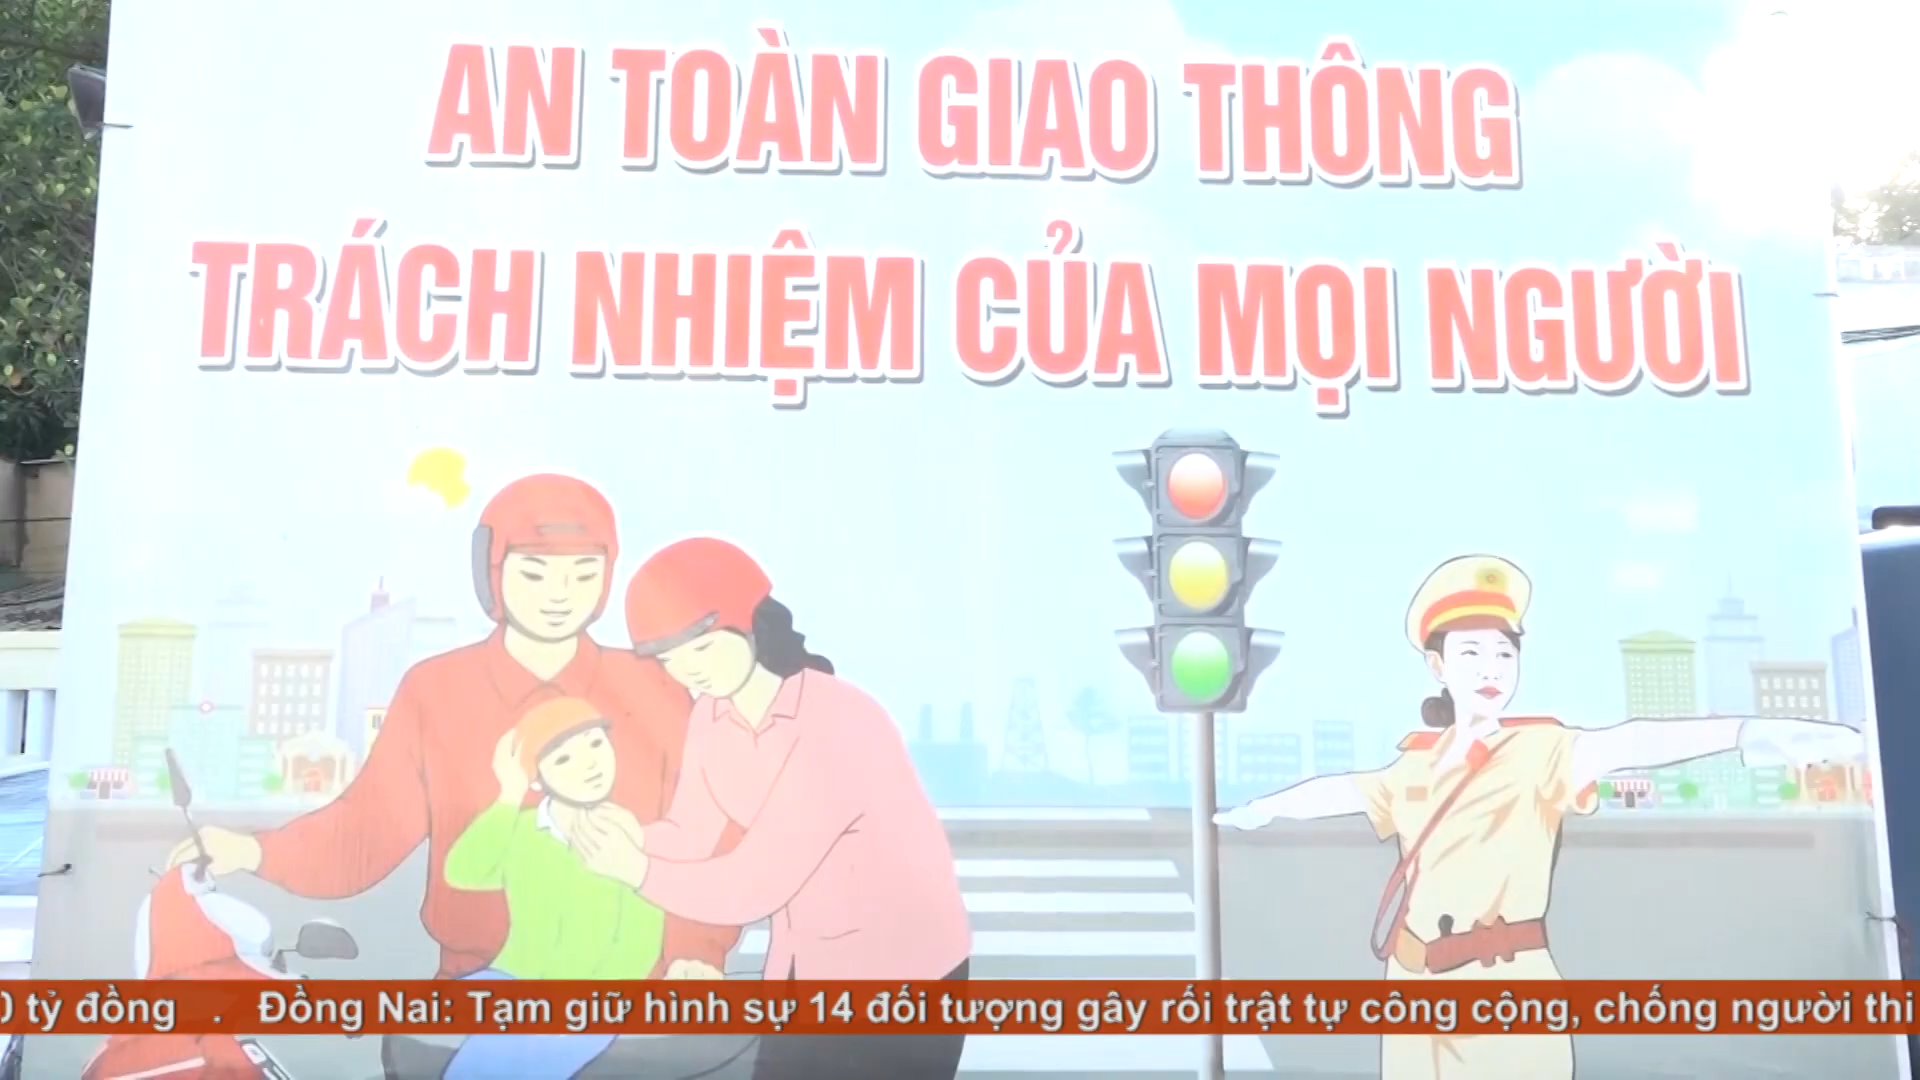 AN TOÀN GIAO THÔNG
TRÁCH NHIỆM CỦA MỌI NGƯỜI
tỷ đồng . Đồng Nai: Tạm giữ hình sự 14 đối tượng gây rối trật tự công cộng, chống người thi